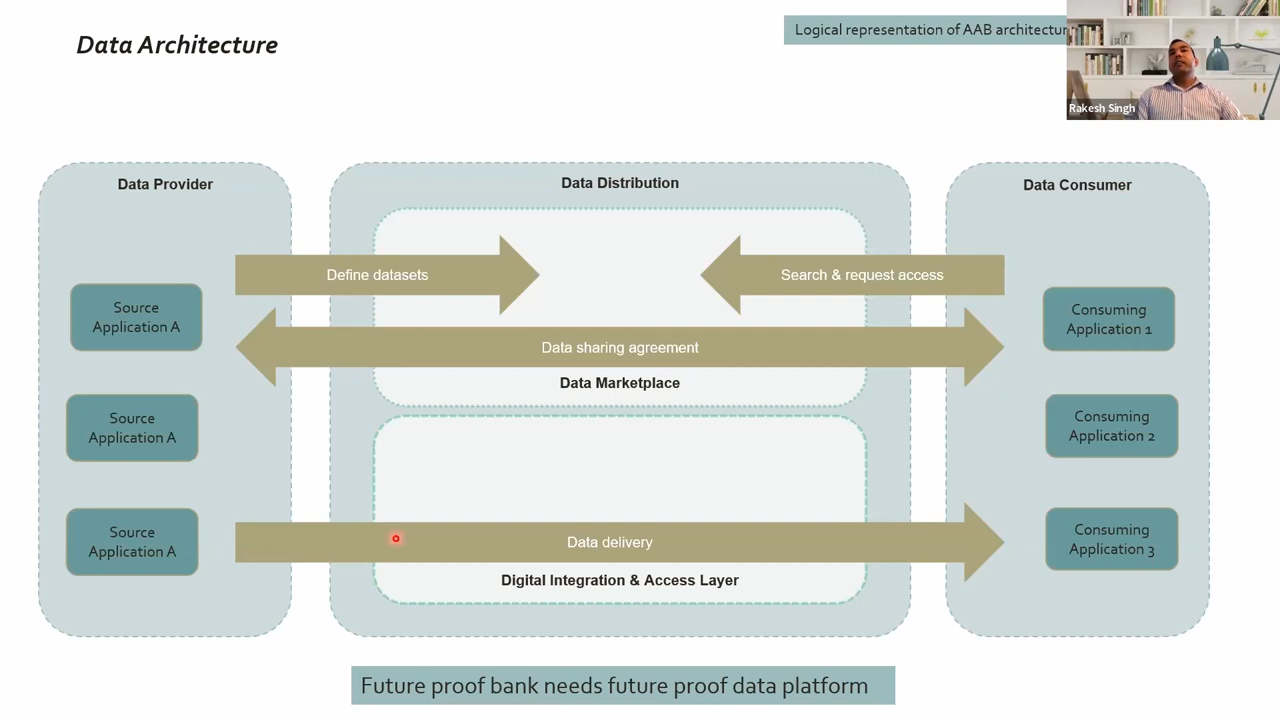 Data Architecture
Logical representation of AAB architectur
Rakesh Singh
Data Provider
Data Distribution
Data Consumer
Define datasets
Search & request access
Source
Application A
Consuming
Application 1
Data sharing agreement
Data Marketplace
Source
Application A
Consuming
Application 2
Source
Application A
Data delivery
Consuming
Application 3
Digital Integration & Access Layer
Future proof bank needs future proof data platform